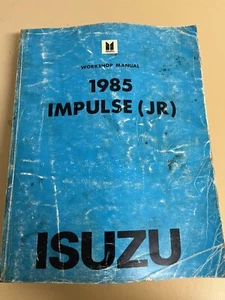 WORKSHOP MANUAL
1985
IMPULSE (JR)
ISUZU